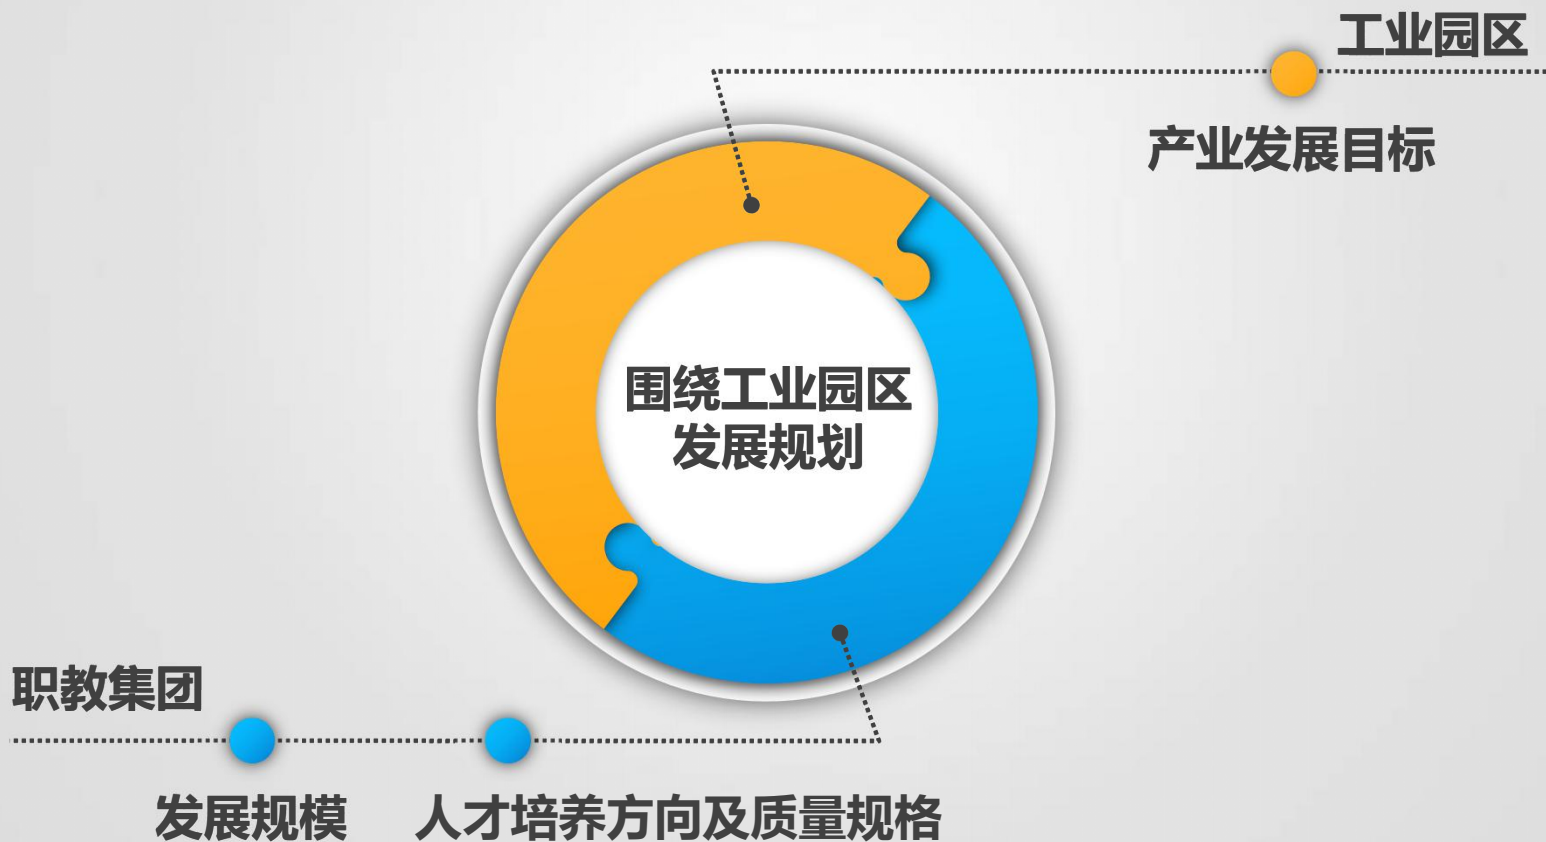 工业园区
产业发展目标
围绕工业园区
发展规划
职教集团
发展规模
人才培养方向及质量规格